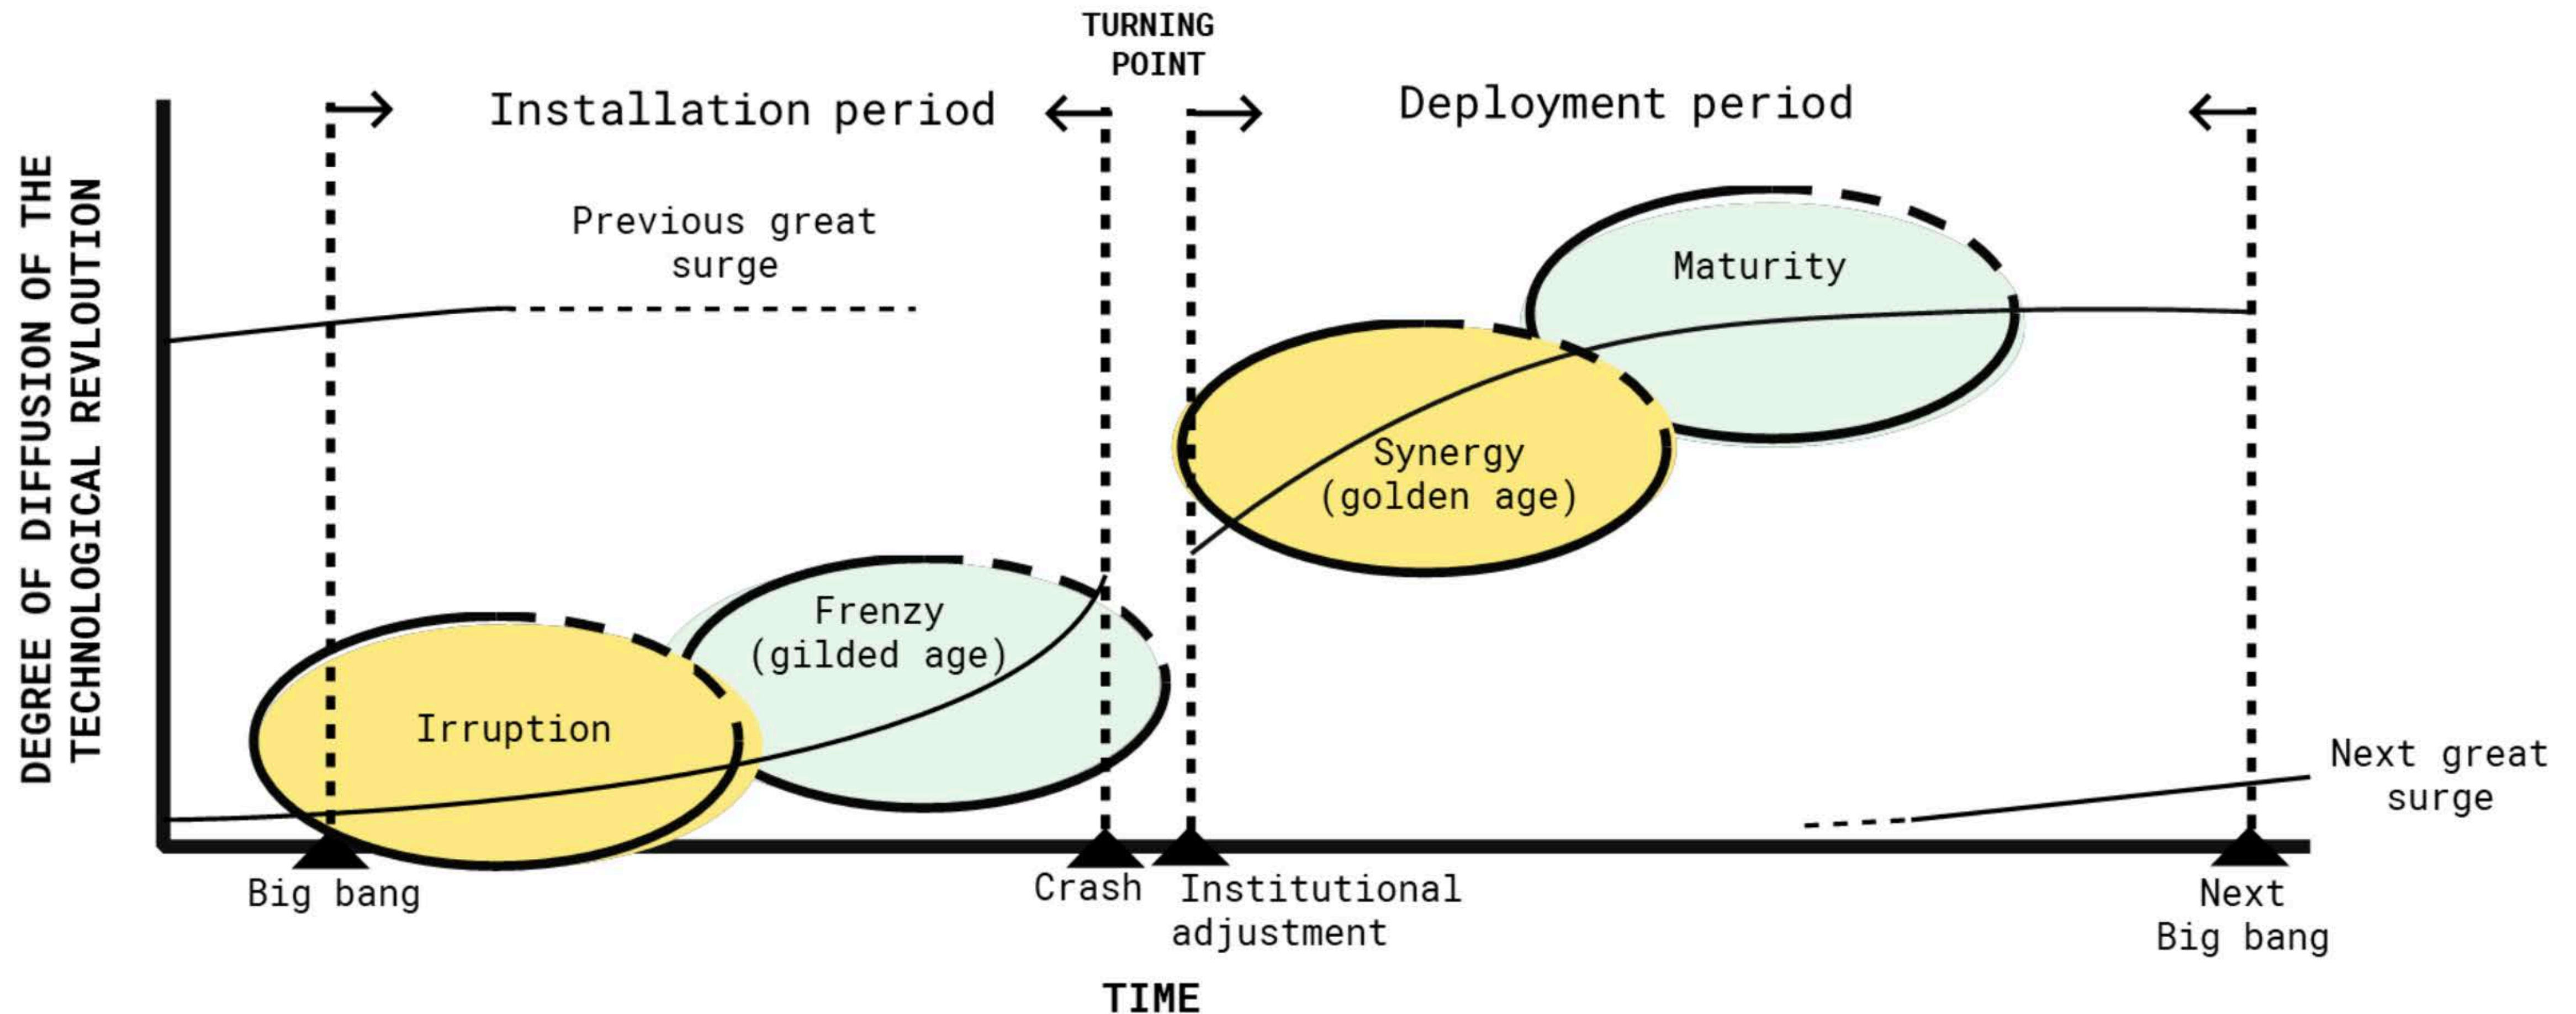 TURNING
POINT
Installation period
Deployment period
DEGREE OF DIFFUSION OF THE
TECHNOLOGICAL REVLOUTION
Previous great
surge
Maturity
Synergy
(golden age)
Frenzy
(gilded age)
Irruption
Next great
surge
Big bang
Crash
Institutional
adjustment
Next
Big bang
TIME